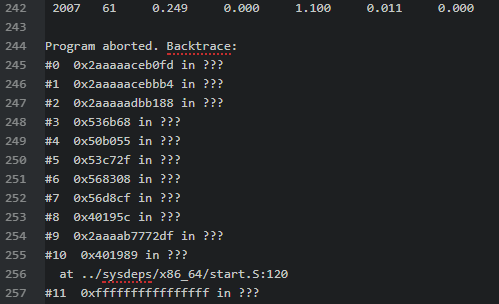 242 2007 61 0.249 0.000 1.100 0.011 0.000
243
244 Program aborted. Backtrace:
245 #0 0x2aaaaaceb0fd in ???
246 #1 0x2aaaaacebbb4 in ???
247 #2 0x2aaaaadbb188 in ???
248 #3 0x536b68 in ???
249 #4 0x50b055 in ???
250 #5 0x53c72f in ???
251 #6 0x568308 in ???
252 #7 0x56d8cf in ???
253 #8 0x40195c in ???
254 #9 0x2aaaab7772df in ???
255 #10 0x401989 in ???
256 at ../sysdeps/x86_64/start.S:120
257 #11 0xffffffffffffffff in ???